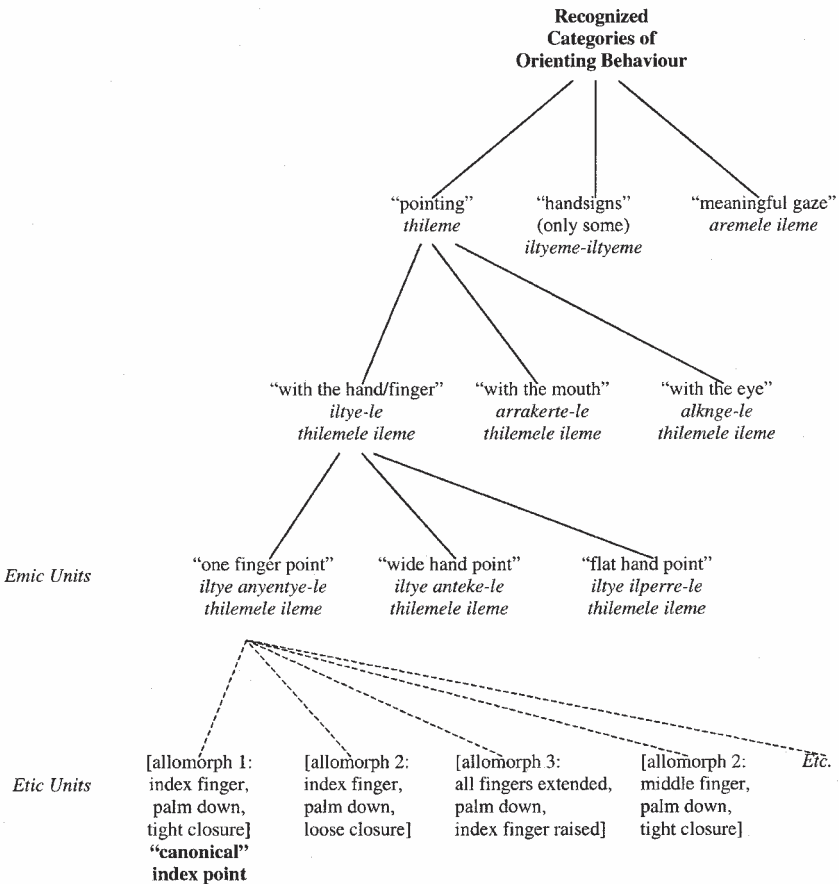 Recognized
Categories of
Orienting Behaviour
“pointing” “handsigns” “meaningful gaze”
thileme (only some) aremele ileme
iltyeme-iltyeme
“with the hand/finger” “with the mouth” “with the eye”
iltye-le arrakerte-le alknge-le
thilemele ileme thilemele ileme thilemele ileme
“one finger point” “wide hand point” “flat hand point”
Emic Units iltye anyentye-le iltye anteke-le iltye ilperre-le
thilemele ileme thilemele ileme thilemele ileme
[allomorph 1: [allomorph 2: [allomorph 3: [allomorph 2: Etc.
Etic Units index finger, index finger, all fingers extended, middle finger,
palm down, palm down, palm down, palm down,
tight closure] loose closure] index finger raised] tight closure]
“canonical”
index point